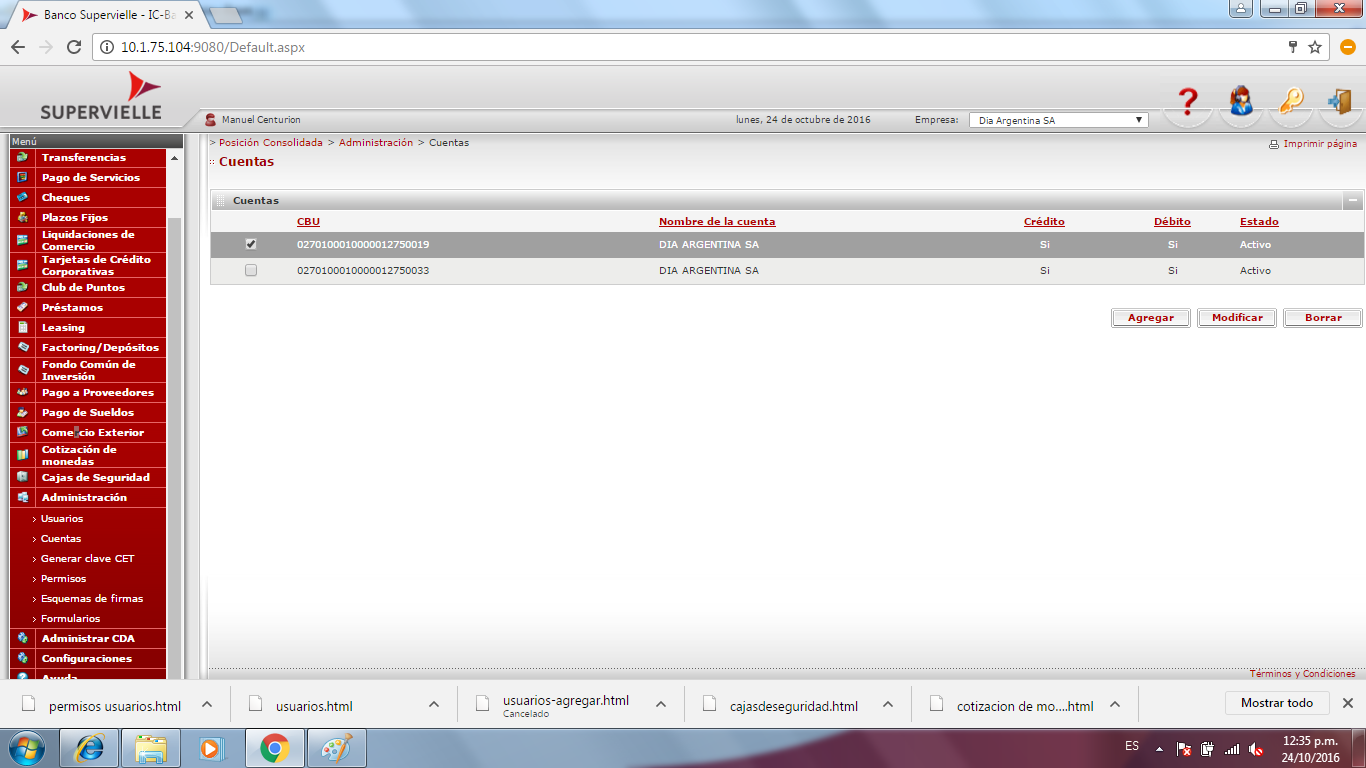 Banco Supervielle - IC-Ba
10.1.75.104:9080/Default.aspx
SUPERVIELLE
Manuel Centurion
lunes, 24 de octubre de 2016
Empresa:
Dia Argentina SA
Menú
Transferencias
Pago de Servicios
Cheques
Plazos Fijos
Liquidaciones de
Comercio
Tarjetas de Crédito
Corporativas
Club de Puntos
Préstamos
Leasing
Factoring/Depósitos
Fondo Común de
Inversión
Pago a Proveedores
Pago de Sueldos
Comercio Exterior
Cotización de
monedas
Cajas de Seguridad
Administración
> Usuarios
> Cuentas
> Generar clave CET
> Permisos
> Esquemas de firmas
> Formularios
Administrar CDA
Configuraciones
Ayuda
> Posición Consolidada > Administración > Cuentas
Imprimir página
Cuentas
Cuentas
CBU Nombre de la cuenta Crédito Débito Estado
0270100010000012750019 DIA ARGENTINA SA Si Si Activo
0270100010000012750033 DIA ARGENTINA SA Si Si Activo
Agregar Modificar Borrar
Términos y Condiciones
permisos usuarios.html
usuarios.html
usuarios-agregar.html
Cancelado
cajasdeseguridad.html
cotizacion de mo....html
Mostrar todo
ES
12:35 p.m.
24/10/2016